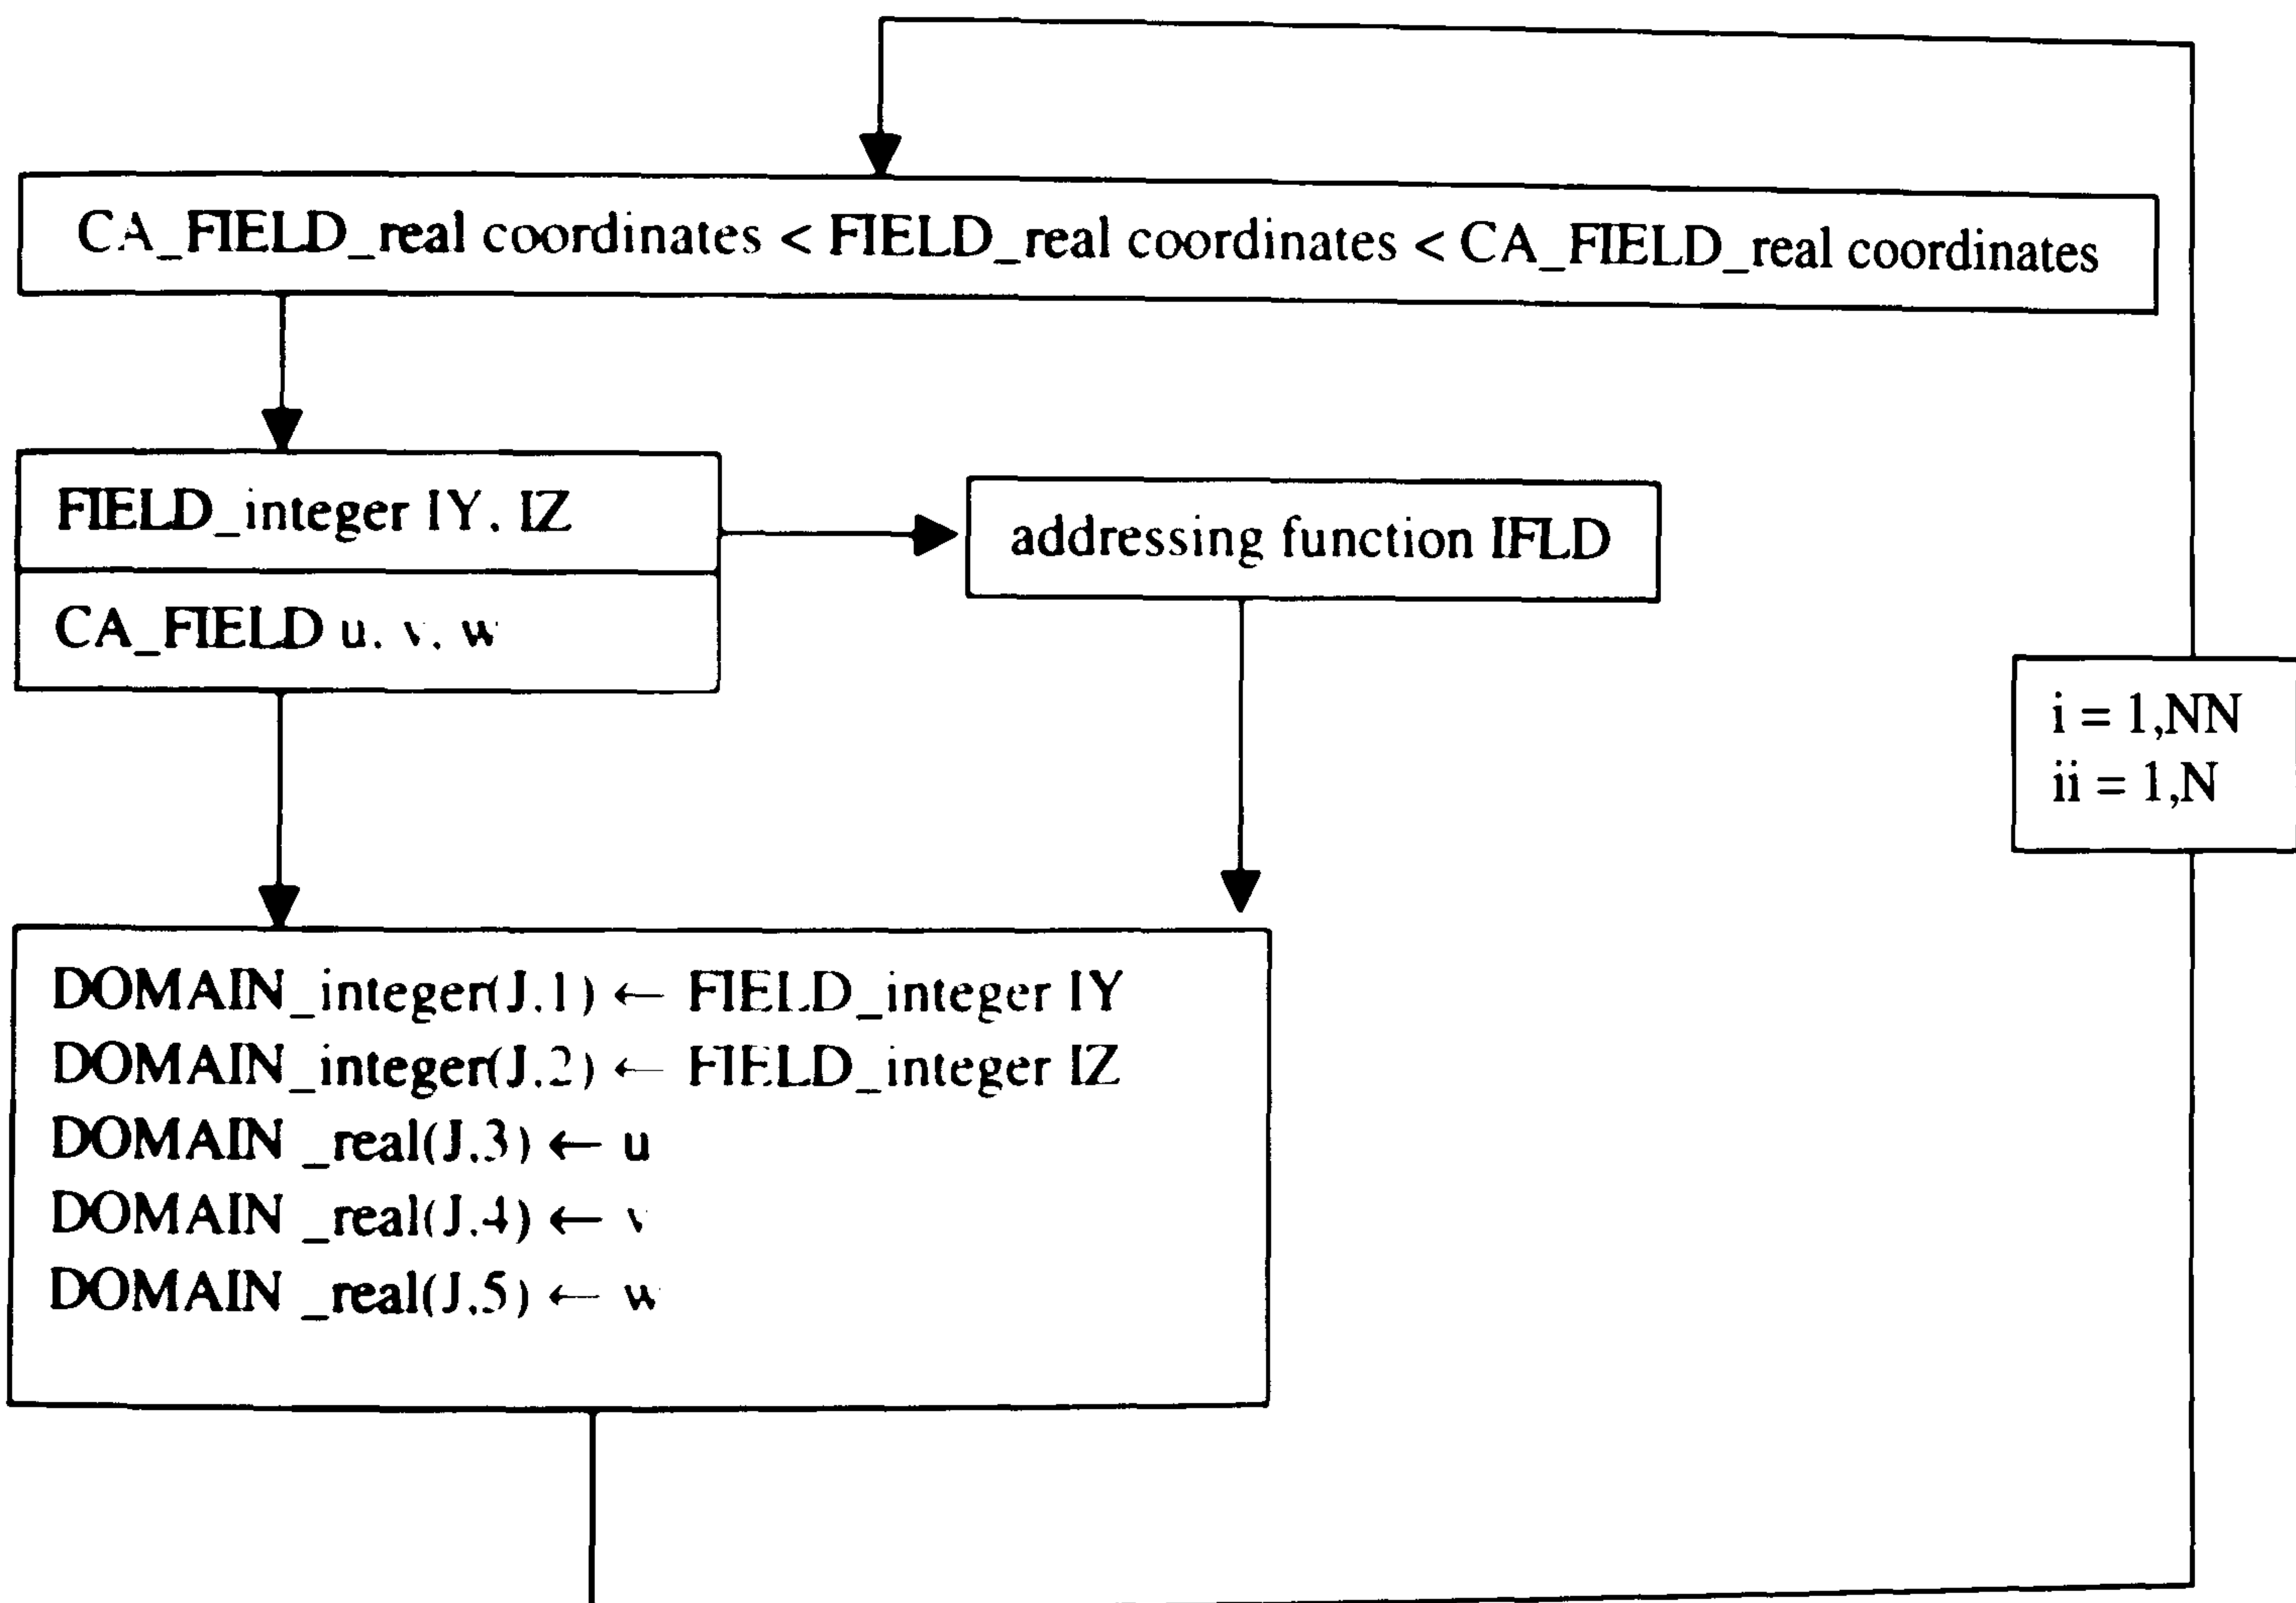 CA_FIELD_real coordinates < FIELD_real coordinates < CA_FIELD_real coordinates
FIELD_integer IY, IZ
addressing function IFLD
CA_FIELD u, v, w
i = 1,NN
ii = 1,N
DOMAIN_integer(J,1) ← FIELD_integer IY
DOMAIN_integer(J,2) ← FIELD_integer IZ
DOMAIN _real(J,3) ← u
DOMAIN _real(J,4) ← v
DOMAIN _real(J,5) ← w